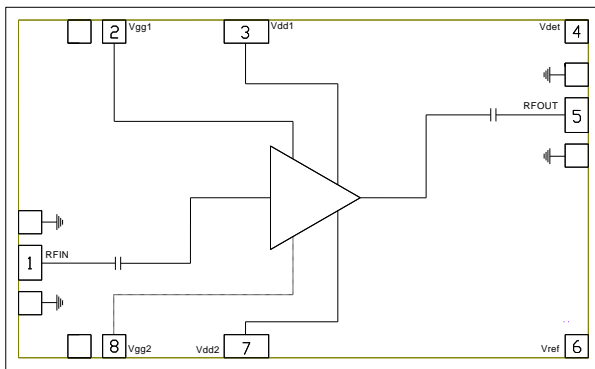 2 Vgg1 3 Vdd1 Vdet 4
RFOUT 5
1 RFIN
8 Vgg2 Vdd2 7 Vref 6